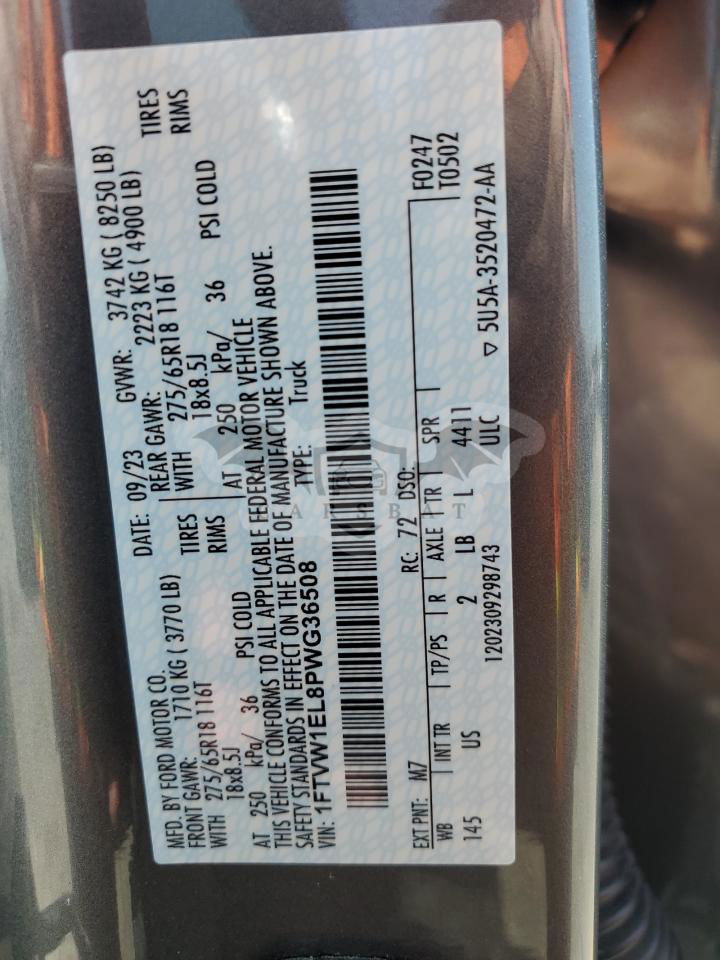 MFD. BY FORD MOTOR CO. DATE: 09/23 GVWR: 3742 KG ( 8250 LB)
FRONT GAWR: 1710 KG ( 3770 LB) REAR GAWR: 2223 KG ( 4900 LB)
WITH 275/65R18 116T TIRES WITH 275/65R18 116T TIRES
18x8.5J RIMS 18x8.5J RIMS
AT 250 kPa/ 36 PSI COLD AT 250 kPa/ 36 PSI COLD
THIS VEHICLE CONFORMS TO ALL APPLICABLE FEDERAL MOTOR VEHICLE
SAFETY STANDARDS IN EFFECT ON THE DATE OF MANUFACTURE SHOWN ABOVE.
VIN: 1FTVW1EL8PWG36508 TYPE: Truck
EXT PNT: M7 RC: 72 DSO: F0247
WB INT TR TP/PS R AXLE TR SPR T0502
145 US 2 LB L 4411
ULC
1202309298743 ▽ 5U5A-3520472-AA
CARSBAT